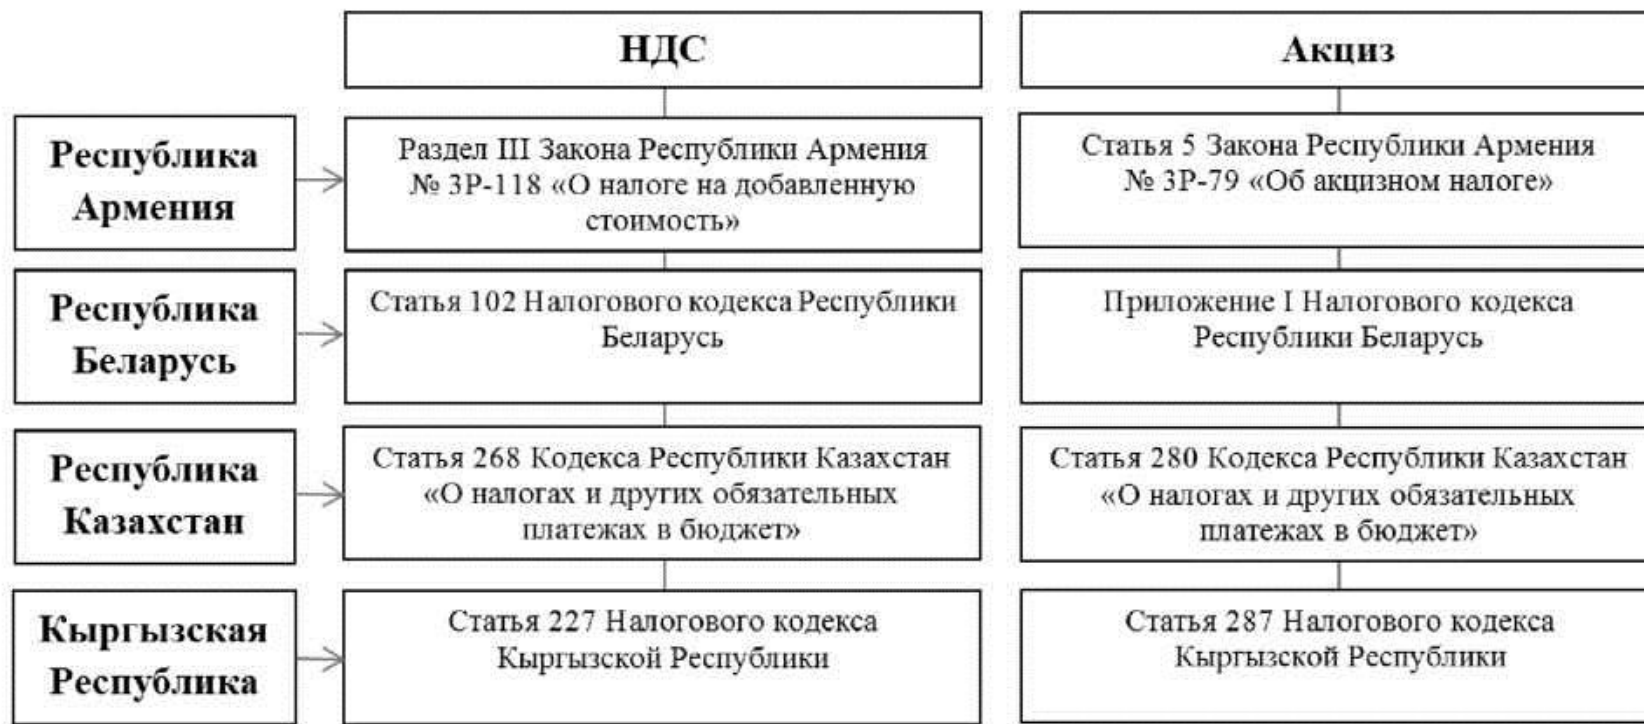 НДС
Акциз
Республика
Армения
Раздел III Закона Республики Армения
№ ЗР-118 «О налоге на добавленную
стоимость»
Статья 5 Закона Республики Армения
№ ЗР-79 «Об акцизном налоге»
Республика
Беларусь
Статья 102 Налогового кодекса Республики
Беларусь
Приложение I Налогового кодекса
Республики Беларусь
Республика
Казахстан
Статья 268 Кодекса Республики Казахстан
«О налогах и других обязательных
платежах в бюджет»
Статья 280 Кодекса Республики Казахстан
«О налогах и других обязательных
платежах в бюджет»
Кыргызская
Республика
Статья 227 Налогового кодекса
Кыргызской Республики
Статья 287 Налогового кодекса
Кыргызской Республики